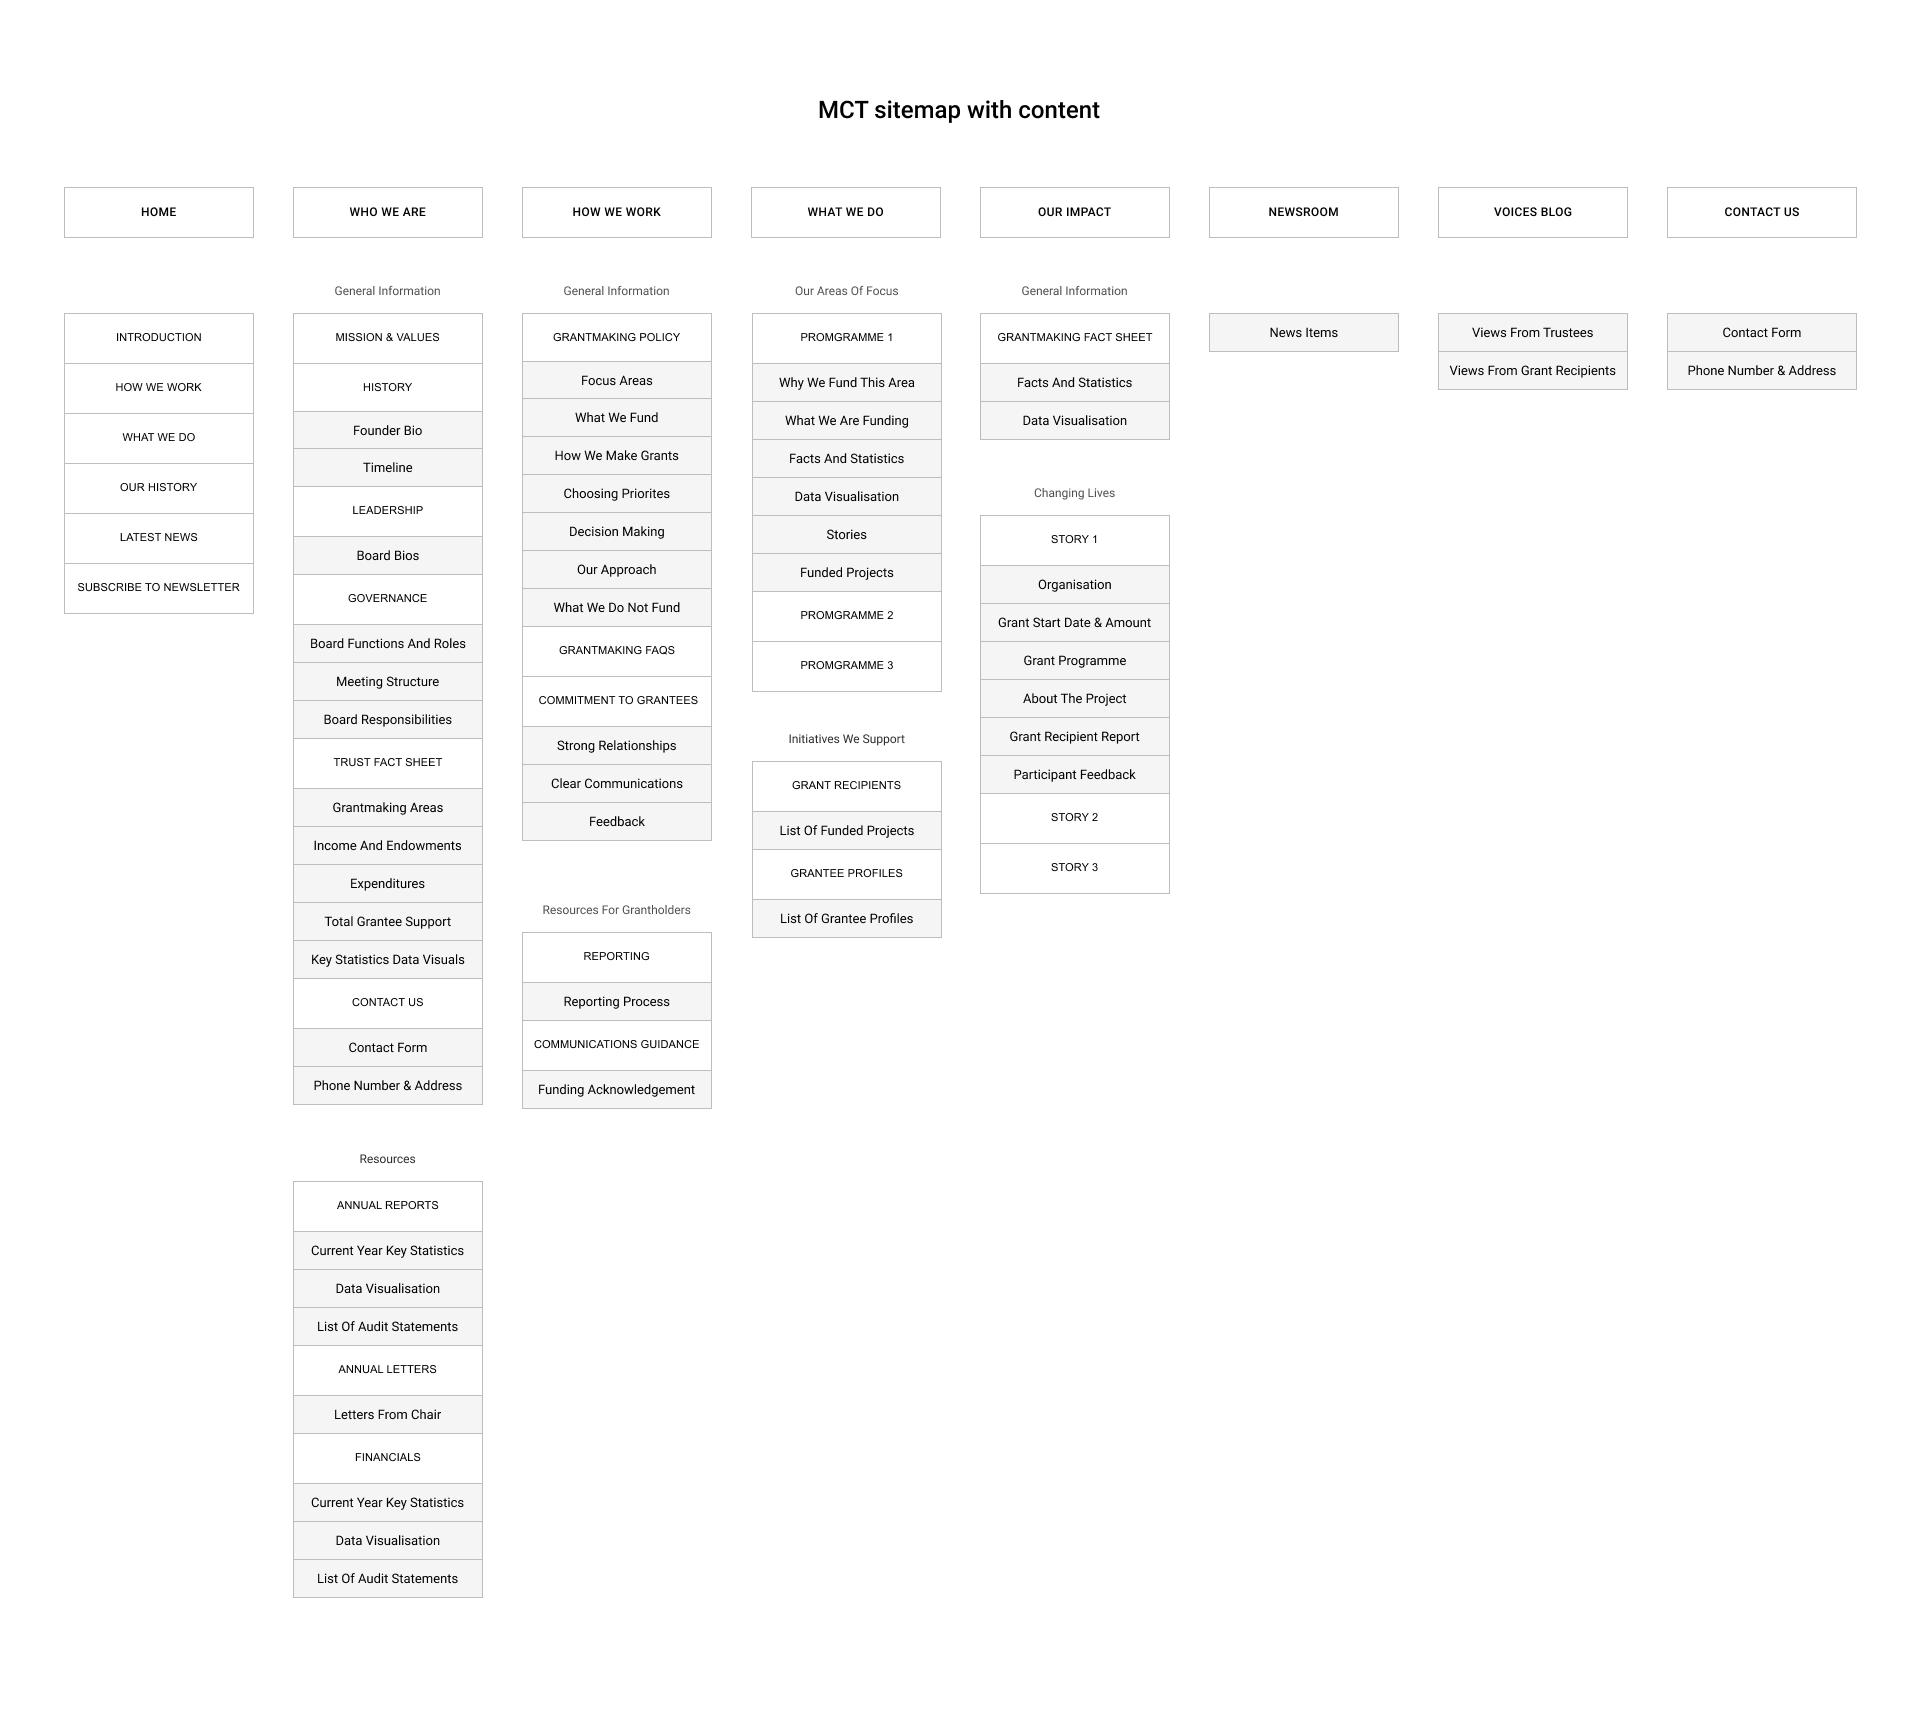 MCT sitemap with content
HOME
WHO WE ARE
HOW WE WORK
WHAT WE DO
OUR IMPACT
NEWSROOM
VOICES BLOG
CONTACT US
INTRODUCTION
HOW WE WORK
WHAT WE DO
OUR HISTORY
LATEST NEWS
SUBSCRIBE TO NEWSLETTER
General Information
MISSION & VALUES
HISTORY
Founder Bio
Timeline
LEADERSHIP
Board Bios
GOVERNANCE
Board Functions And Roles
Meeting Structure
Board Responsibilities
TRUST FACT SHEET
Grantmaking Areas
Income And Endowments
Expenditures
Total Grantee Support
Key Statistics Data Visuals
CONTACT US
Contact Form
Phone Number & Address
Resources
ANNUAL REPORTS
Current Year Key Statistics
Data Visualisation
List Of Audit Statements
ANNUAL LETTERS
Letters From Chair
FINANCIALS
Current Year Key Statistics
Data Visualisation
List Of Audit Statements
General Information
GRANTMAKING POLICY
Focus Areas
What We Fund
How We Make Grants
Choosing Priorites
Decision Making
Our Approach
What We Do Not Fund
GRANTMAKING FAQS
COMMITMENT TO GRANTEES
Strong Relationships
Clear Communications
Feedback
Resources For Grantholders
REPORTING
Reporting Process
COMMUNICATIONS GUIDANCE
Funding Acknowledgement
Our Areas Of Focus
PROMGRAMME 1
Why We Fund This Area
What We Are Funding
Facts And Statistics
Data Visualisation
Stories
Funded Projects
PROMGRAMME 2
PROMGRAMME 3
Initiatives We Support
GRANT RECIPIENTS
List Of Funded Projects
GRANTEE PROFILES
List Of Grantee Profiles
General Information
GRANTMAKING FACT SHEET
Facts And Statistics
Data Visualisation
Changing Lives
STORY 1
Organisation
Grant Start Date & Amount
Grant Programme
About The Project
Grant Recipient Report
Participant Feedback
STORY 2
STORY 3
News Items
Views From Trustees
Views From Grant Recipients
Contact Form
Phone Number & Address